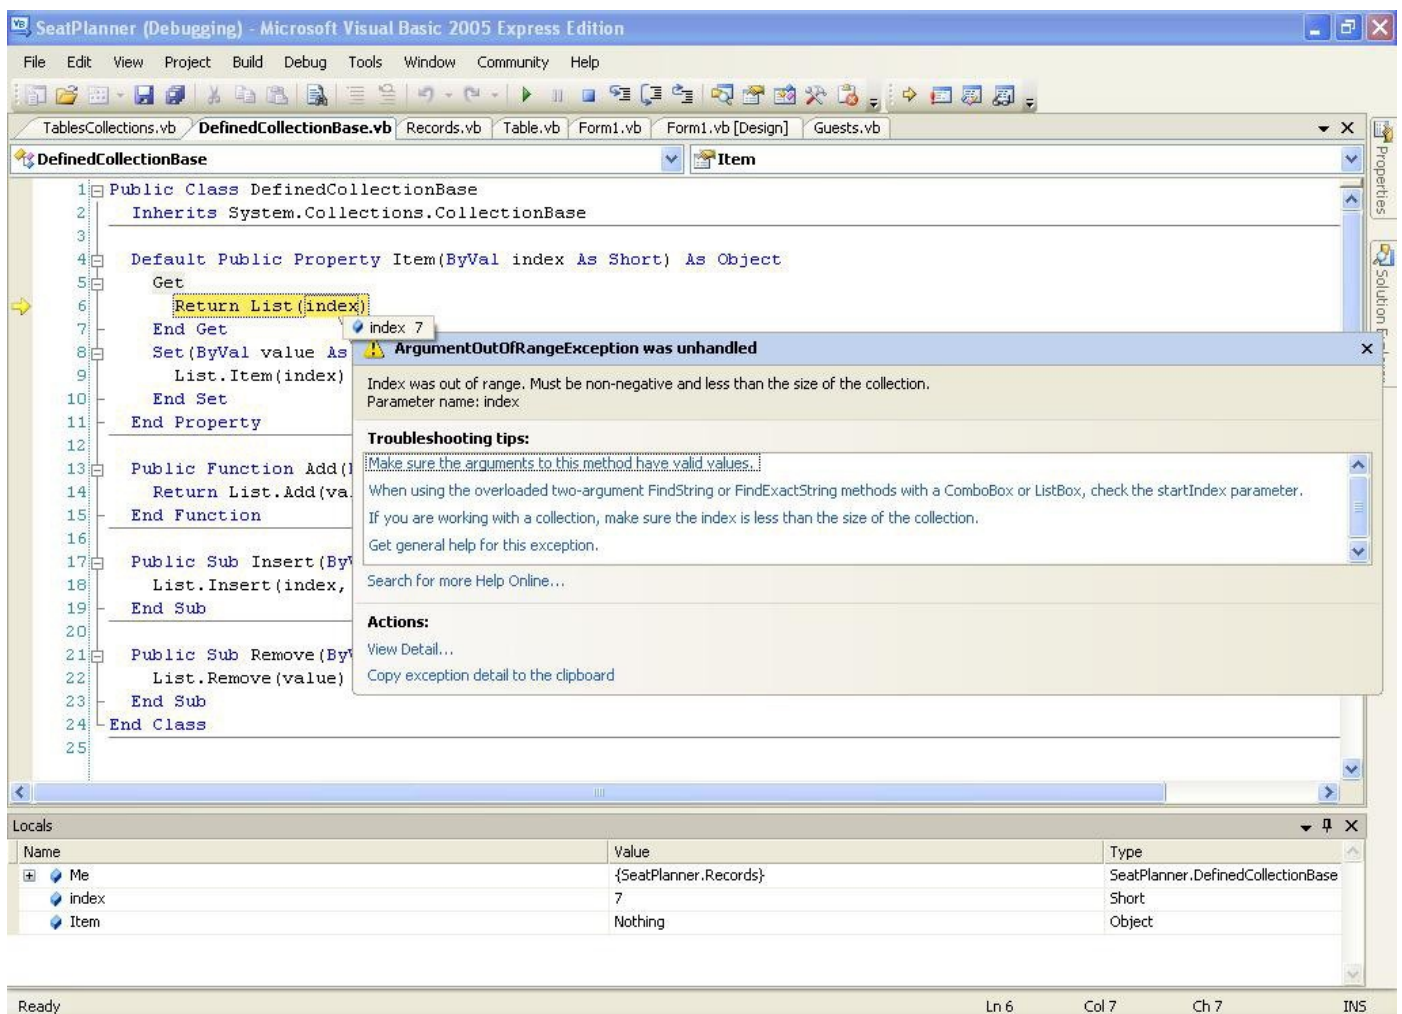 SeatPlanner (Debugging) - Microsoft Visual Basic 2005 Express Edition
File Edit View Project Build Debug Tools Window Community Help
TablesCollections.vb DefinedCollectionBase.vb Records.vb Table.vb Form1.vb Form1.vb [Design] Guests.vb
DefinedCollectionBase Item
Properties
Solution
1 Public Class DefinedCollectionBase
2 Inherits System.Collections.CollectionBase
3
4 Default Public Property Item(ByVal index As Short) As Object
5 Get
6 Return List(index)
7 End Get
index 7
8 Set(ByVal value As
9 List.Item(index)
10 End Set
11 End Property
12
13 Public Function Add(
14 Return List.Add(va
15 End Function
16
17 Public Sub Insert(By
18 List.Insert(index,
19 End Sub
20
21 Public Sub Remove(By
22 List.Remove(value)
23 End Sub
24 End Class
25
ArgumentOutOfRangeException was unhandled
Index was out of range. Must be non-negative and less than the size of the collection.
Parameter name: index
Troubleshooting tips:
Make sure the arguments to this method have valid values.
When using the overloaded two-argument FindString or FindExactString methods with a ComboBox or ListBox, check the startIndex parameter.
If you are working with a collection, make sure the index is less than the size of the collection.
Get general help for this exception.
Search for more Help Online...
Actions:
View Detail...
Copy exception detail to the clipboard
Locals
Name Value Type
Me {SeatPlanner.Records} SeatPlanner.DefinedCollectionBase
index 7 Short
Item Nothing Object
Ready Ln 6 Col 7 Ch 7 INS